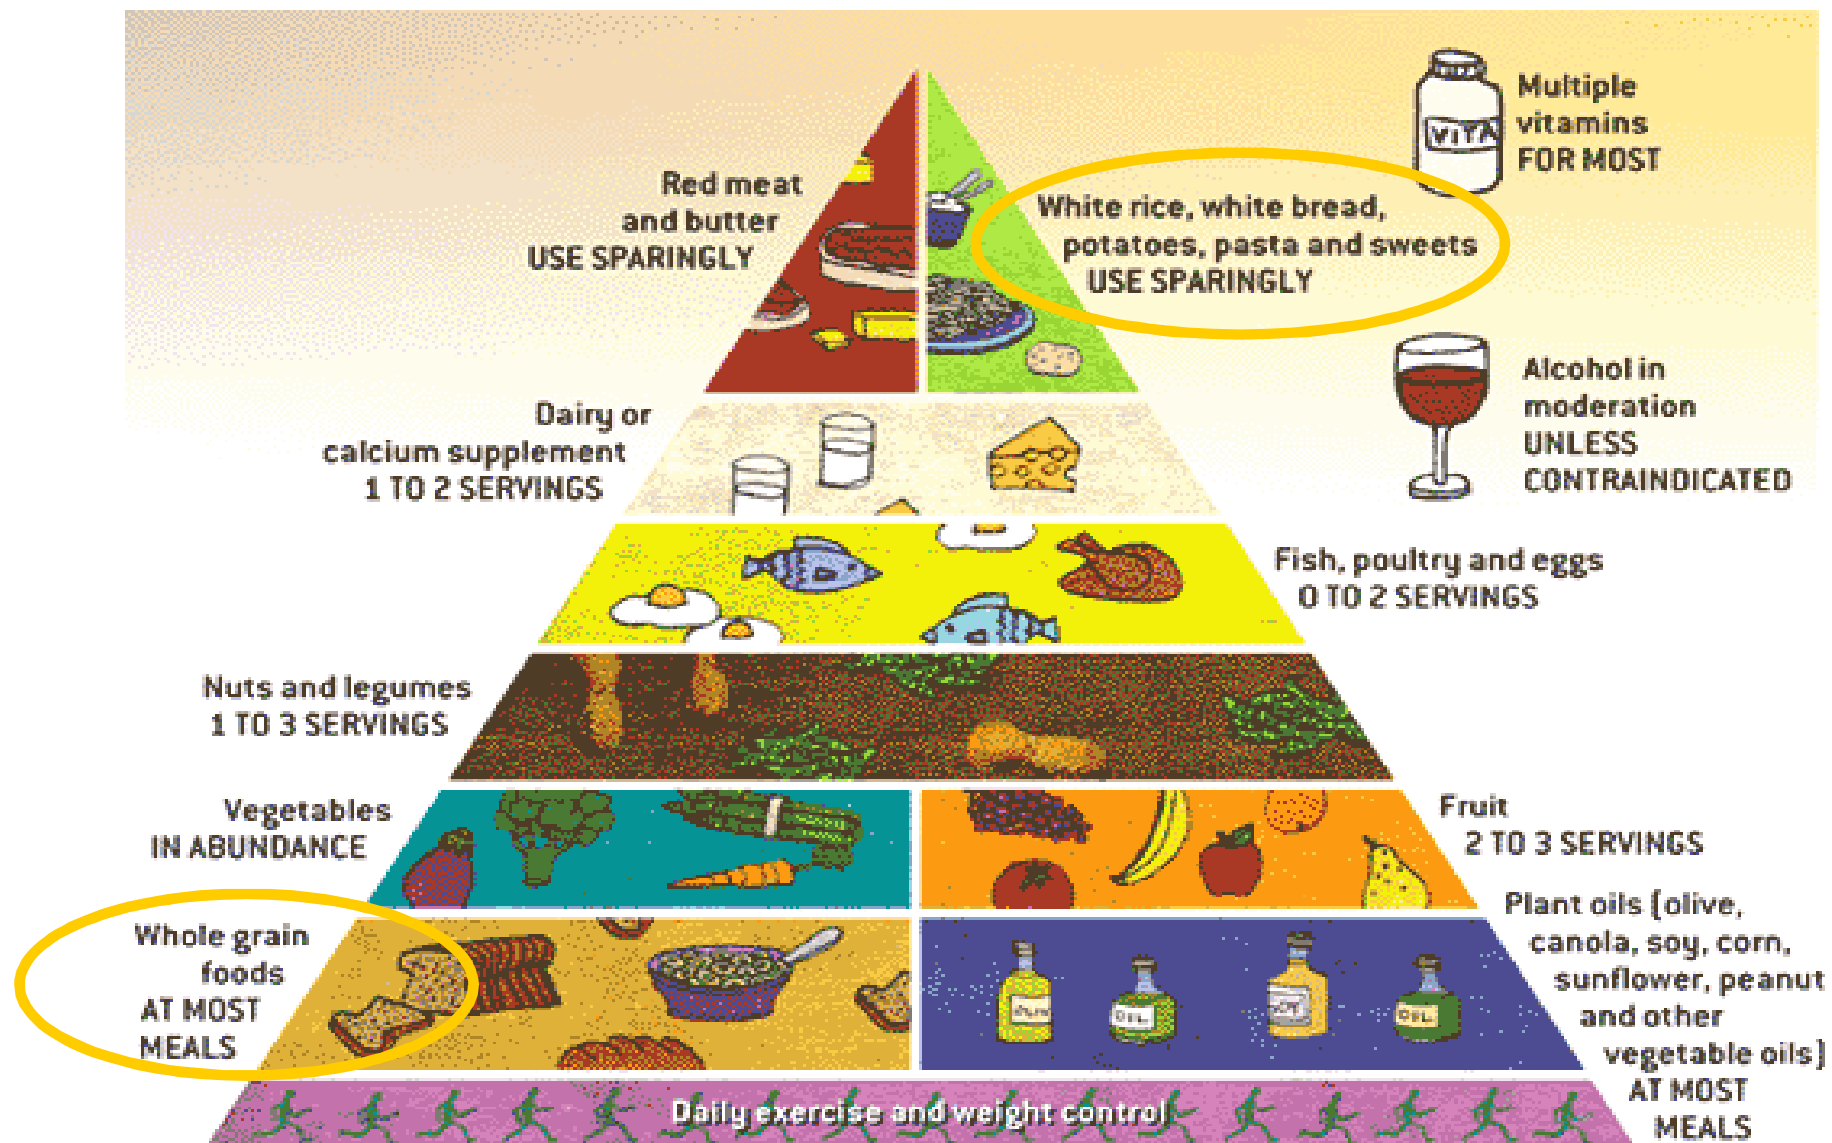 Multiple
vitamins
FOR MOST
VITA
Red meat
and butter
USE SPARINGLY
White rice, white bread,
potatoes, pasta and sweets
USE SPARINGLY
Alcohol in
moderation
UNLESS
CONTRAINDICATED
Dairy or
calcium supplement
1 TO 2 SERVINGS
Fish, poultry and eggs
0 TO 2 SERVINGS
Nuts and legumes
1 TO 3 SERVINGS
Vegetables
IN ABUNDANCE
Fruit
2 TO 3 SERVINGS
Whole grain
foods
AT MOST
MEALS
Plant oils (olive,
canola, soy, corn,
sunflower, peanut
and other
vegetable oils)
AT MOST
MEALS
OIL
OIL
Daily exercise and weight control